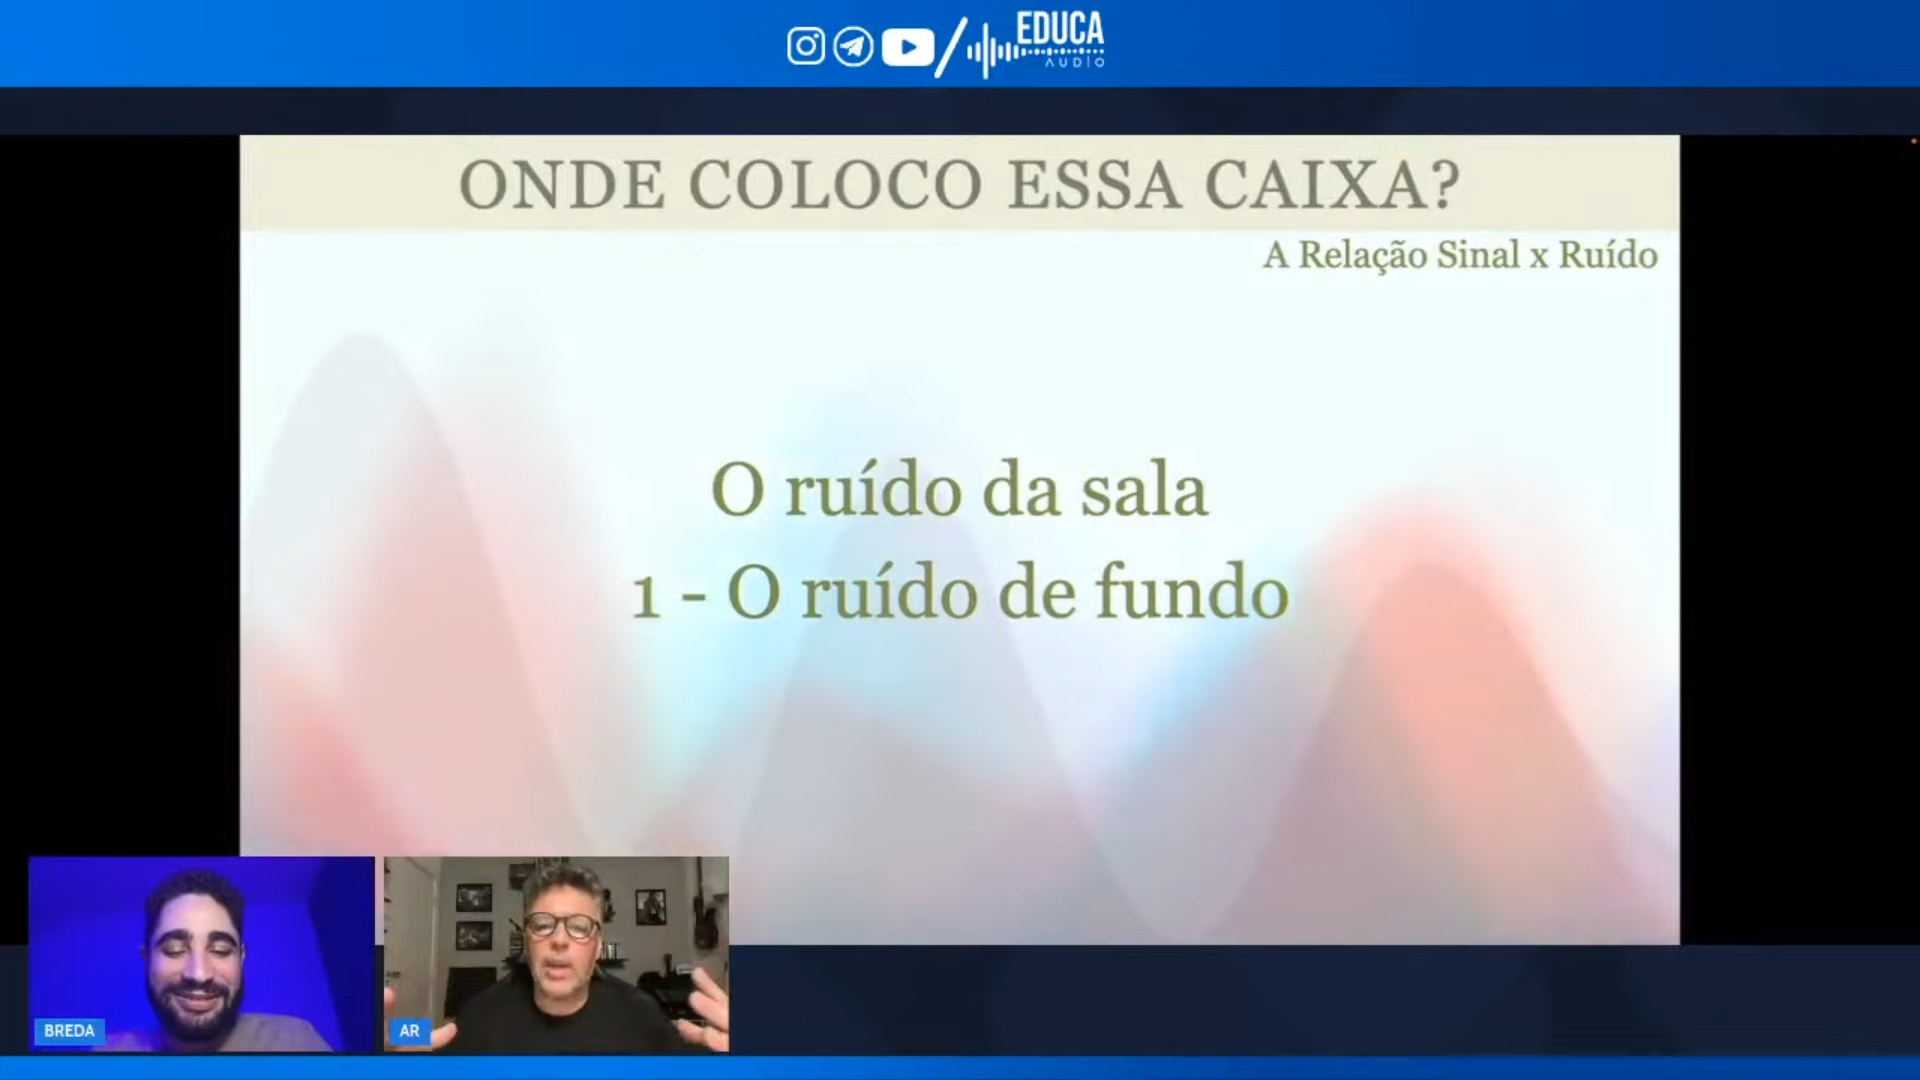 EDUCA
AUDIO
ONDE COLOCO ESSA CAIXA?
A Relação Sinal x Ruído
O ruído da sala
1 - O ruído de fundo
BREDA
AR